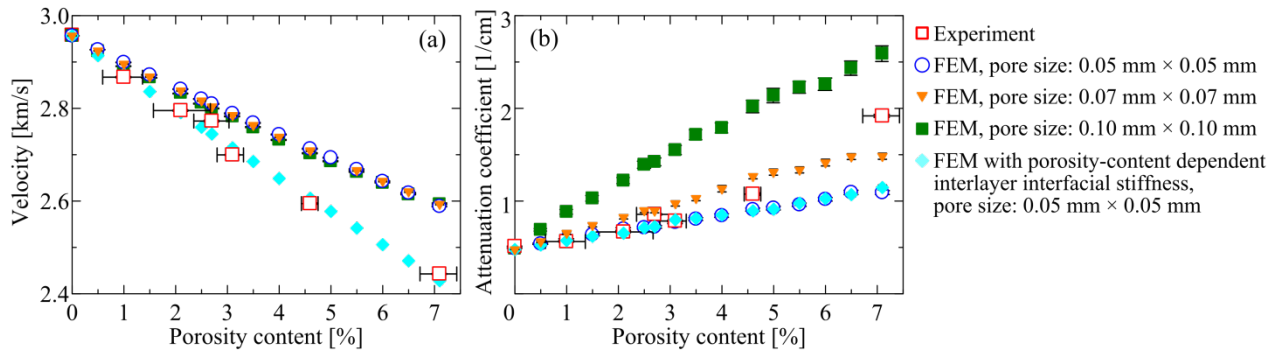 3.0
2.8
2.6
2.4
Velocity [km/s]
(a)
0 1 2 3 4 5 6 7
Porosity content [%]
3
2
1
0
Attenuation coefficient [1/cm]
(b)
0 1 2 3 4 5 6 7
Porosity content [%]
Experiment
FEM, pore size: 0.05 mm × 0.05 mm
FEM, pore size: 0.07 mm × 0.07 mm
FEM, pore size: 0.10 mm × 0.10 mm
FEM with porosity-content dependent
interlayer interfacial stiffness,
pore size: 0.05 mm × 0.05 mm